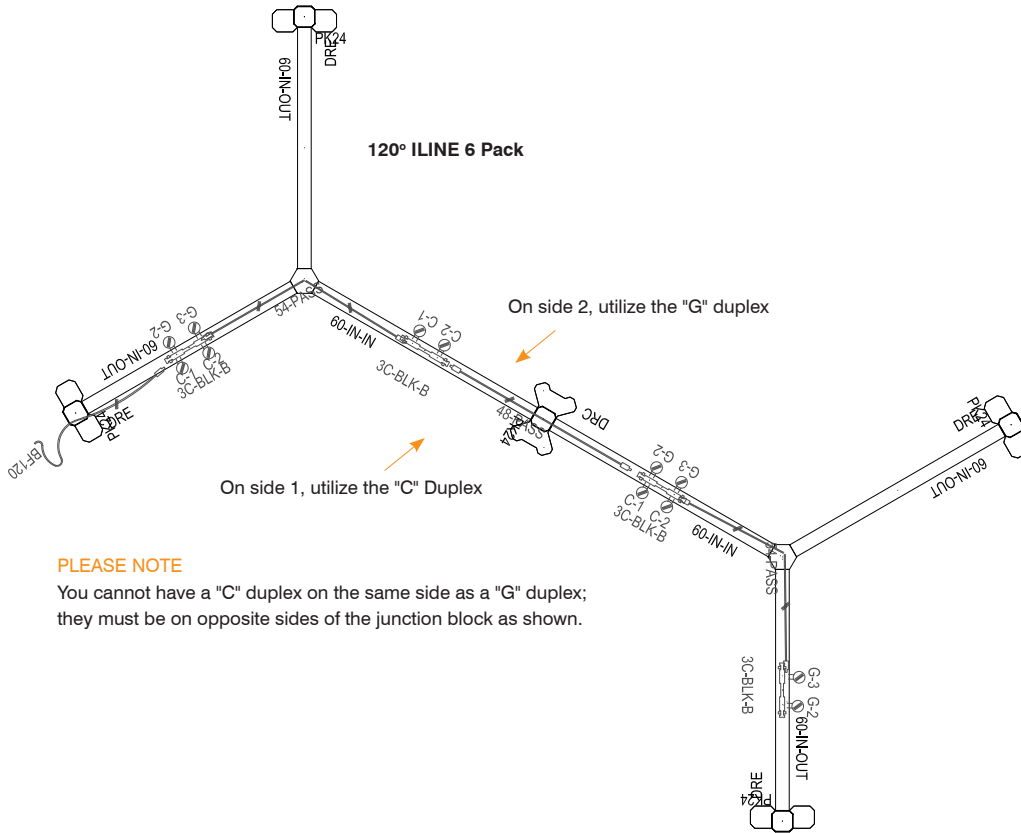 PK24
DRE
60-IN-OUT
120º ILINE 6 Pack
54-PASS
On side 2, utilize the "G" duplex
G-3
G-2
60-IN-OUT
C-1
C-2
3C-BLK-B
60-IN-IN
C-1
C-2
3C-BLK-B
DRE
BF120
48-PASS
DRC
PK24
DRE
60-IN-OUT
On side 1, utilize the "C" Duplex
G-2
G-3
C-1
C-2
3C-BLK-B
60-IN-IN
PLEASE NOTE
You cannot have a "C" duplex on the same side as a "G" duplex;
they must be on opposite sides of the junction block as shown.
3C-BLK-B
G-3
G-2
60-IN-OUT
DRE
PK24